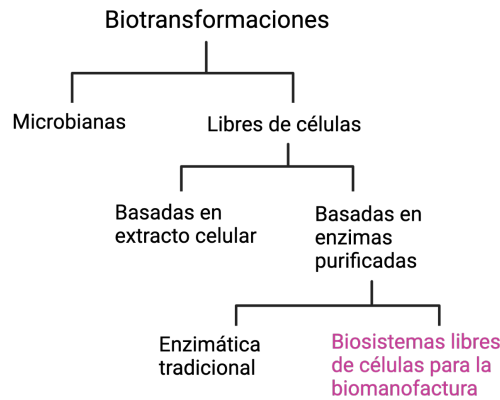 Biotransformaciones
Microbianas
Libres de células
Basadas en
extracto celular
Basadas en
enzimas
purificadas
Enzimática
tradicional
Biosistemas libres
de células para la
biomanofactura